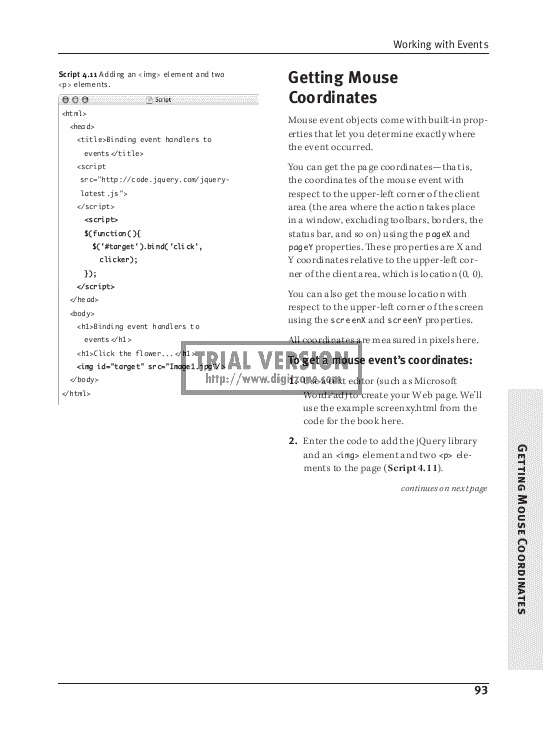 Working with Events
Script 4.11 Adding an <img> element and two
<p> elements.
Script
<html>
<head>
<title>Binding event handlers to
events</title>
<script
src="http://code.jquery.com/jquery-
latest.js">
</script>
<script>
$(function(){
$('#target').bind('click',
clicker);
});
</script>
</head>
<body>
<h1>Binding event handlers to
events</h1>
<h1>Click the flower...</h1>
<img id="target" src="Image1.jpg"/>
</body>
</html>
Getting Mouse
Coordinates
Mouse event objects come with built-in prop-
erties that let you determine exactly where
the event occurred.
You can get the page coordinates—that is,
the coordinates of the mouse event with
respect to the upper-left corner of the client
area (the area where the action takes place
in a window, excluding toolbars, borders, the
status bar, and so on) using the pageX and
pageY properties. These properties are X and
Y coordinates relative to the upper-left cor-
ner of the client area, which is location (0, 0).
You can also get the mouse location with
respect to the upper-left corner of the screen
using the screenX and screenY properties.
All coordinates are measured in pixels here.
To get a mouse event's coordinates:
1. Use a text editor (such as Microsoft
WordPad) to create your Web page. We'll
use the example screenxy.html from the
code for the book here.
2. Enter the code to add the jQuery library
and an <img> element and two <p> ele-
ments to the page (Script 4.11).
continues on next page
TRIAL VERSION
http://www.digitzone.com
Getting Mouse Coordinates
93